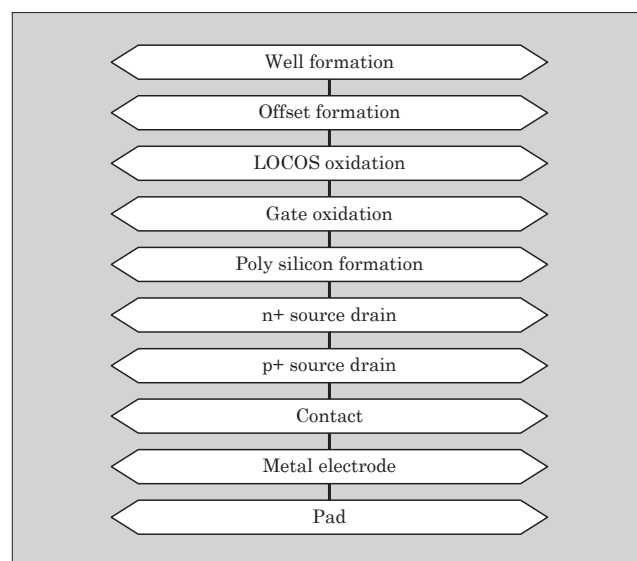 Well formation
Offset formation
LOCOS oxidation
Gate oxidation
Poly silicon formation
n+ source drain
p+ source drain
Contact
Metal electrode
Pad